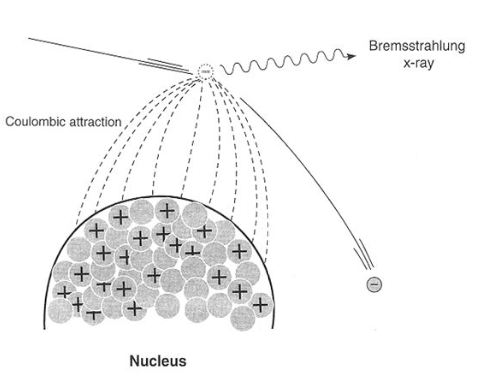 Bremsstrahlung
x-ray
Coulombic attraction
Nucleus